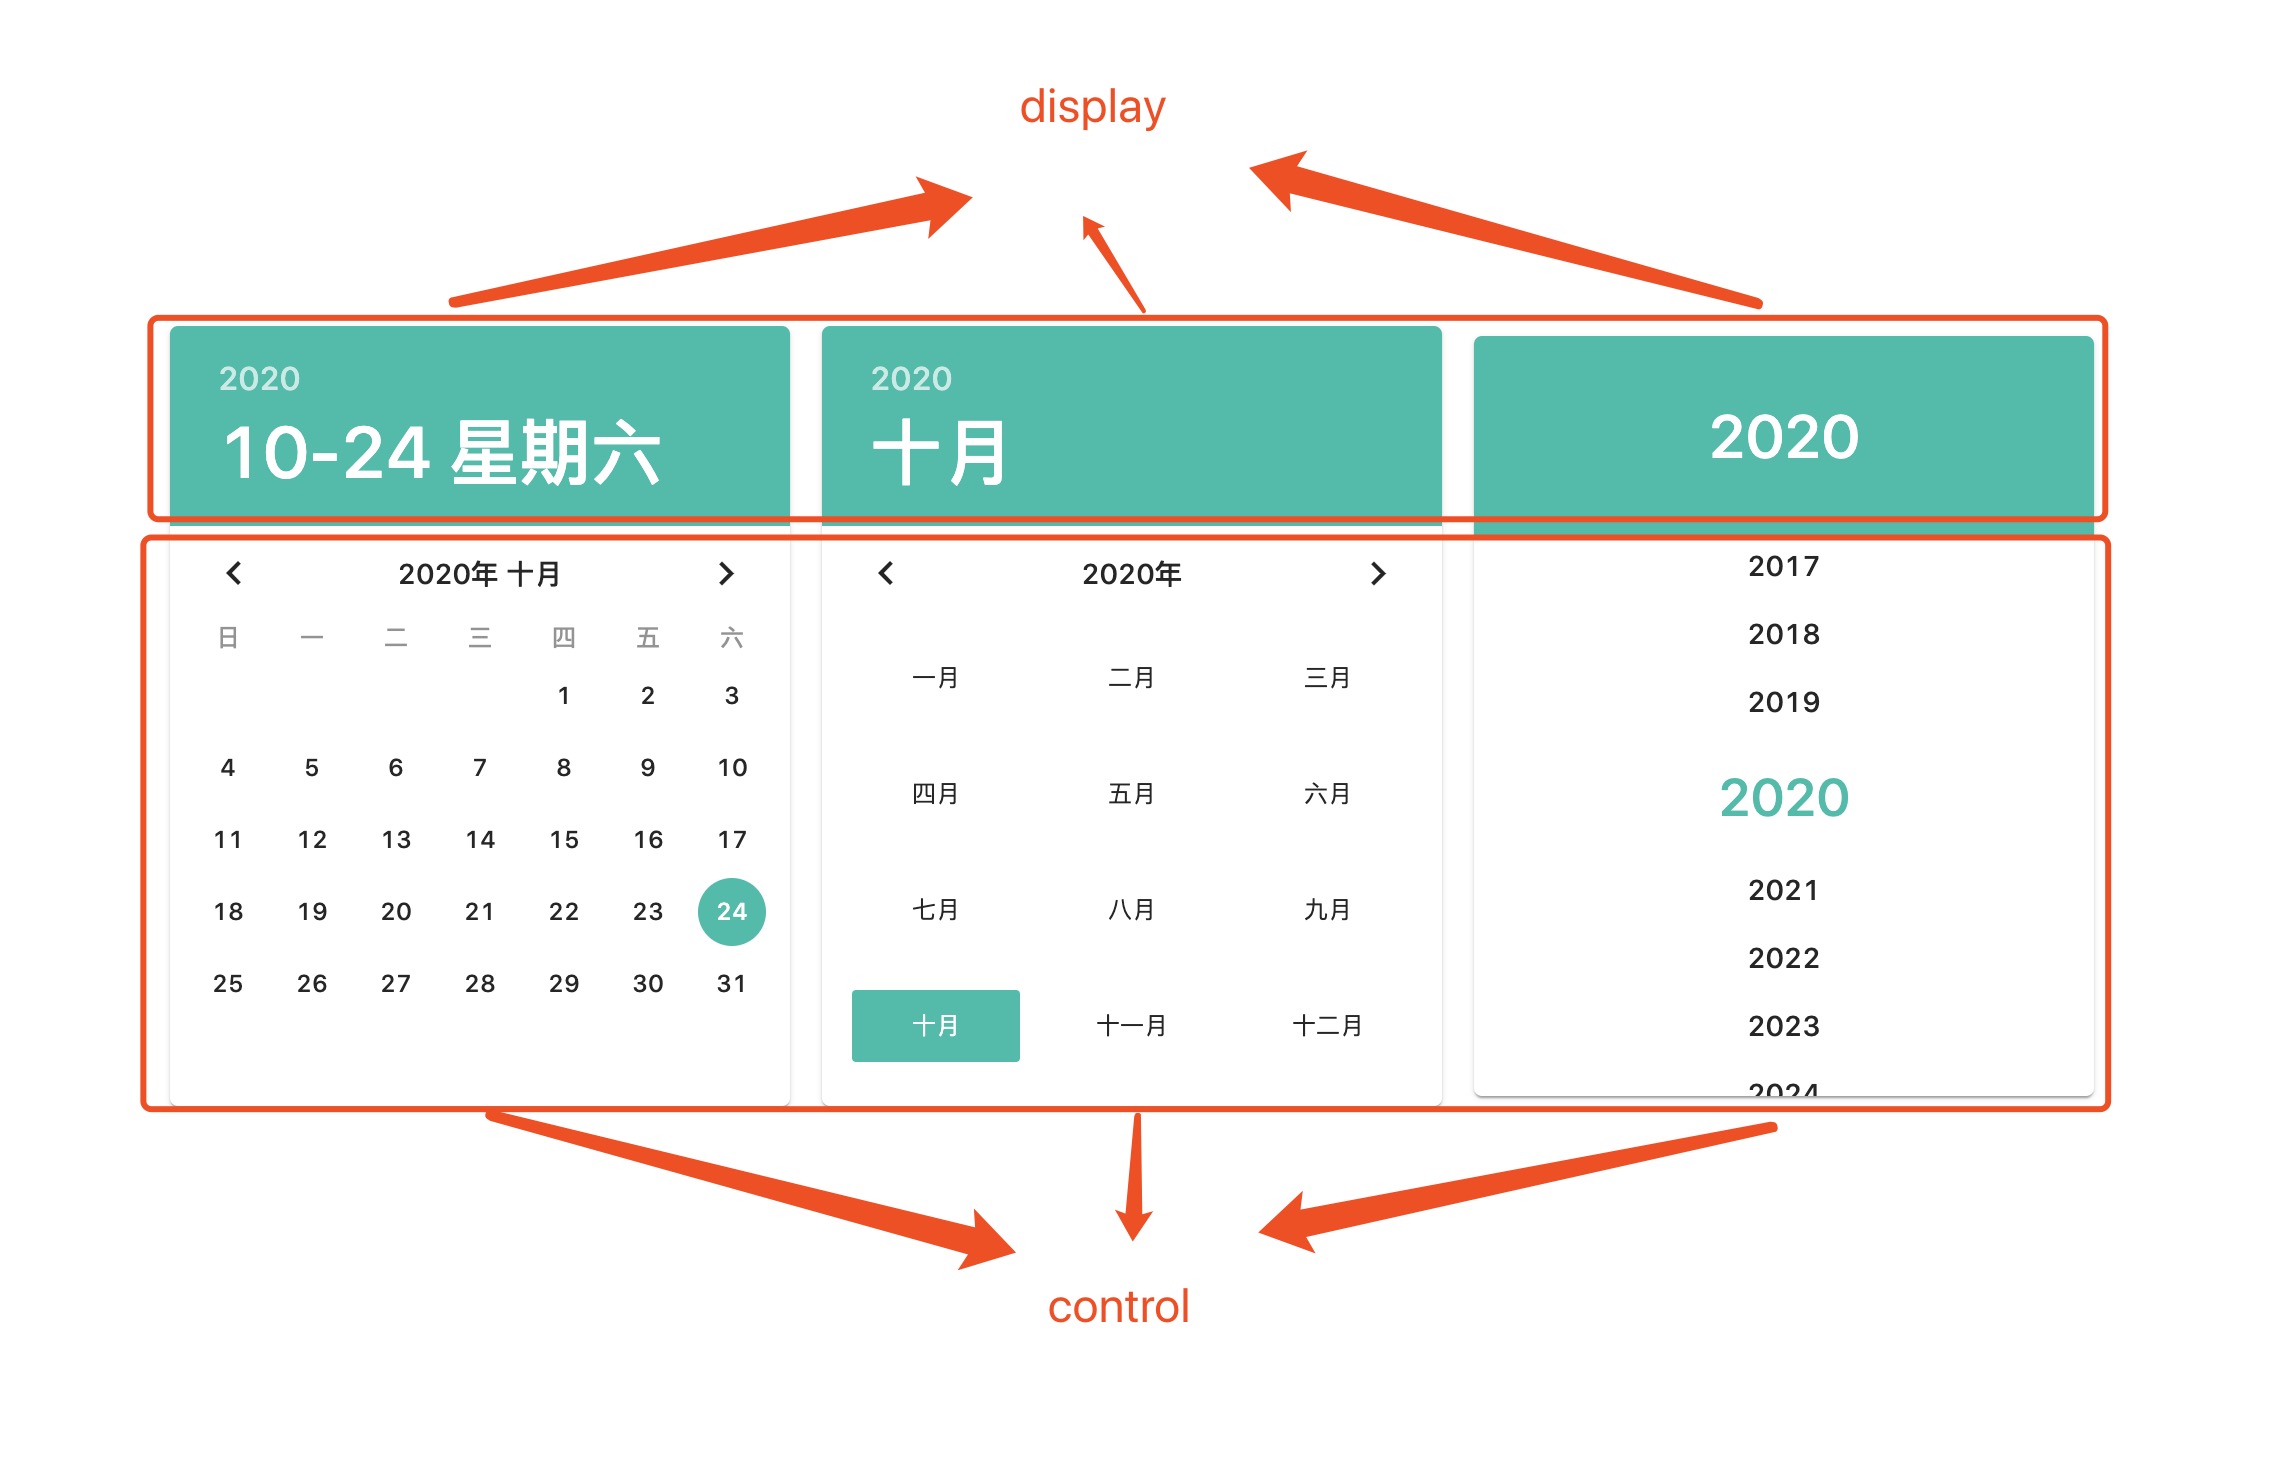 display
2020
10-24 星期六
2020
十月
2020
2020年 十月
日 一 二 三 四 五 六
1 2 3
4 5 6 7 8 9 10
11 12 13 14 15 16 17
18 19 20 21 22 23 24
25 26 27 28 29 30 31
2020年
一月 二月 三月
四月 五月 六月
七月 八月 九月
十月 十一月 十二月
2017
2018
2019
2020
2021
2022
2023
2024
control